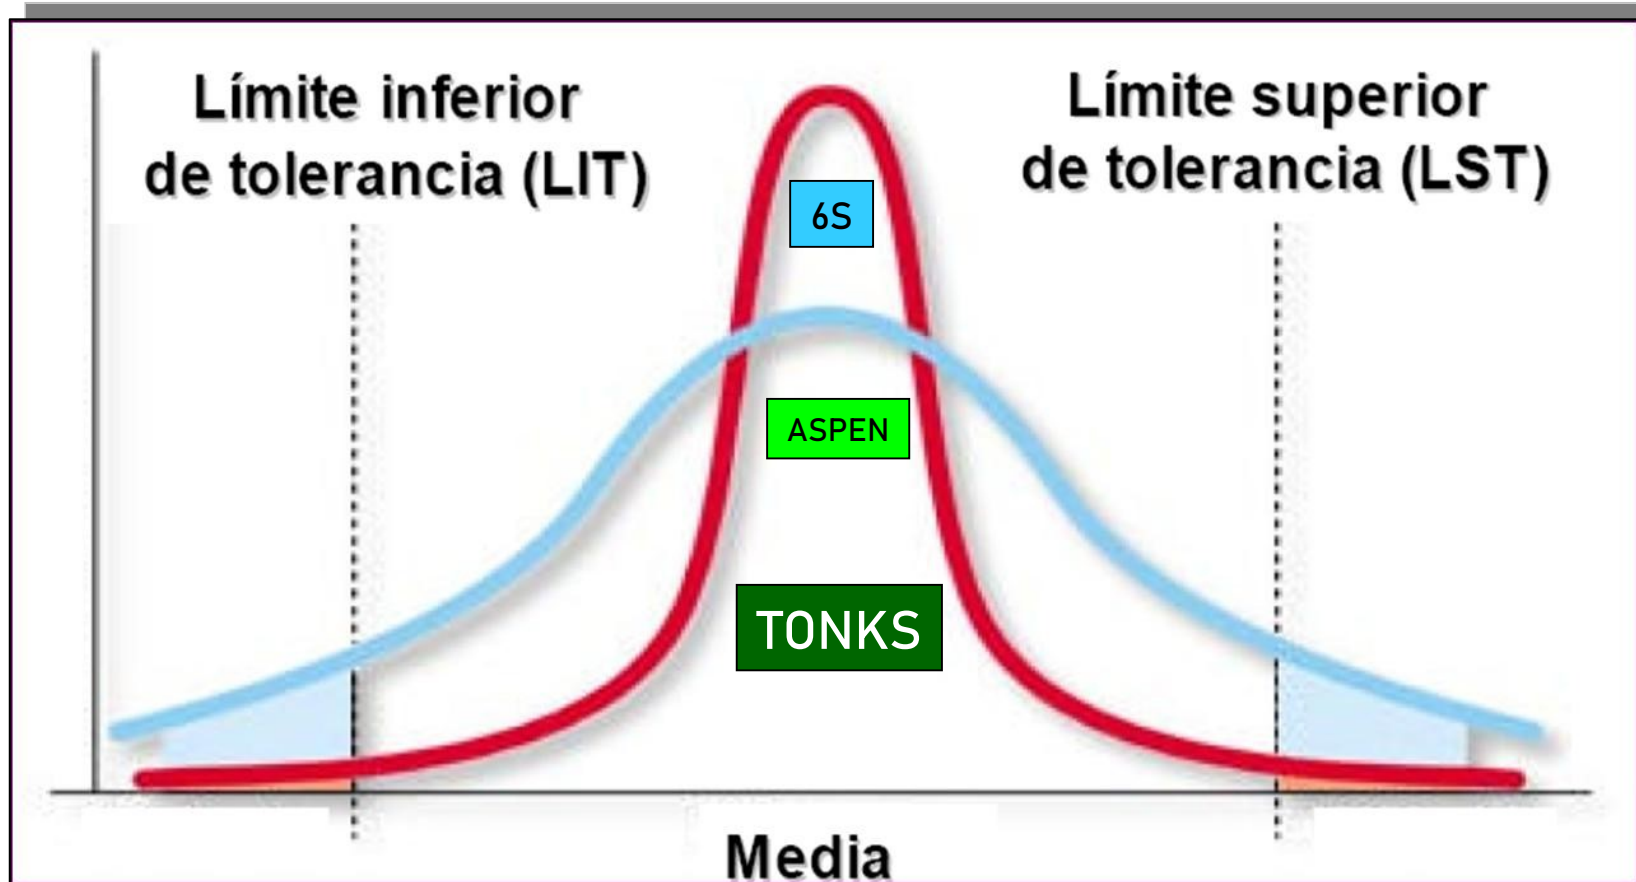 Límite inferior
de tolerancia (LIT)
Límite superior
de tolerancia (LST)
6S
ASPEN
TONKS
Media